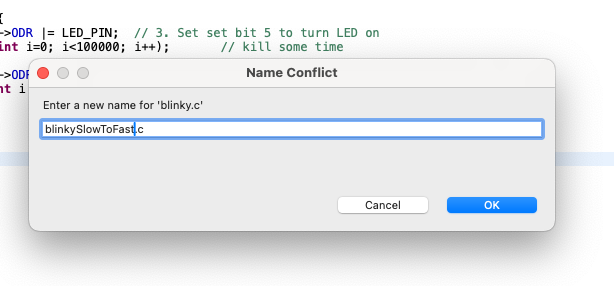 {
->ODR |= LED_PIN;  // 3. Set set bit 5 to turn LED on
int i=0; i<100000; i++);       // kill some time
Name Conflict
->ODR
Enter a new name for 'blinky.c'
nt i
blinkySlowToFast.c
Cancel
OK